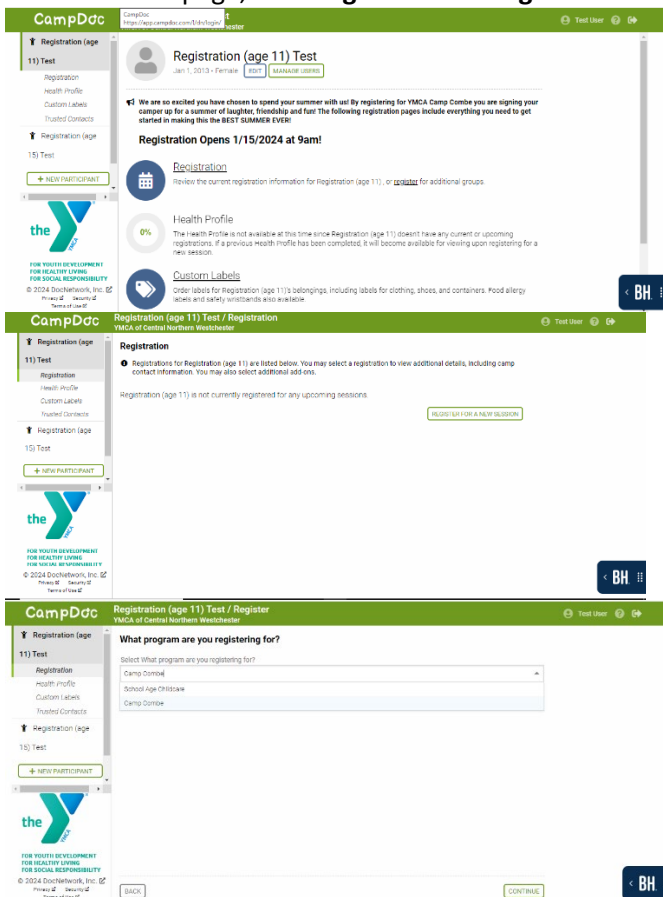 CampDoc
CampDoc
https://app.campdoc.com/!/dn/login/
Test User
Registration (age
11) Test
Registration
Health Profile
Custom Labels
Trusted Contacts
Registration (age
15) Test
+ NEW PARTICIPANT
the
YMCA
FOR YOUTH DEVELOPMENT
FOR HEALTHY LIVING
FOR SOCIAL RESPONSIBILITY
© 2024 DocNetwork, Inc.
Privacy Security
Terms of Use
Registration (age 11) Test
Jan 1, 2013 • Female EDIT MANAGE USERS
We are so excited you have chosen to spend your summer with us! By registering for YMCA Camp Combe you are signing your
camper up for a summer of laughter, friendship and fun! The following registration pages include everything you need to get
started in making this the BEST SUMMER EVER!
Registration Opens 1/15/2024 at 9am!
Registration
Review the current registration information for Registration (age 11) , or register for additional groups.
0%
Health Profile
The Health Profile is not available at this time since Registration (age 11) doesn't have any current or upcoming
registrations. If a previous Health Profile has been completed, it will become available for viewing upon registering for a
new session.
Custom Labels
Order labels for Registration (age 11)'s belongings, including labels for clothing, shoes, and containers. Food allergy
labels and safety wristbands also available.
‹ BH
CampDoc
Registration (age 11) Test / Registration
YMCA of Central Northern Westchester
Test User
Registration (age
11) Test
Registration
Health Profile
Custom Labels
Trusted Contacts
Registration (age
15) Test
+ NEW PARTICIPANT
the
YMCA
FOR YOUTH DEVELOPMENT
FOR HEALTHY LIVING
FOR SOCIAL RESPONSIBILITY
© 2024 DocNetwork, Inc.
Privacy Security
Terms of Use
Registration
Registrations for Registration (age 11) are listed below. You may select a registration to view additional details, including camp
contact information. You may also select additional add-ons.
Registration (age 11) is not currently registered for any upcoming sessions.
REGISTER FOR A NEW SESSION
‹ BH
CampDoc
Registration (age 11) Test / Register
YMCA of Central Northern Westchester
Test User
Registration (age
11) Test
Registration
Health Profile
Custom Labels
Trusted Contacts
Registration (age
15) Test
+ NEW PARTICIPANT
the
YMCA
FOR YOUTH DEVELOPMENT
FOR HEALTHY LIVING
FOR SOCIAL RESPONSIBILITY
© 2024 DocNetwork, Inc.
Privacy Security
What program are you registering for?
Select What program are you registering for?
Camp Combe
School Age Childcare
Camp Combe
BACK
CONTINUE
‹ BH